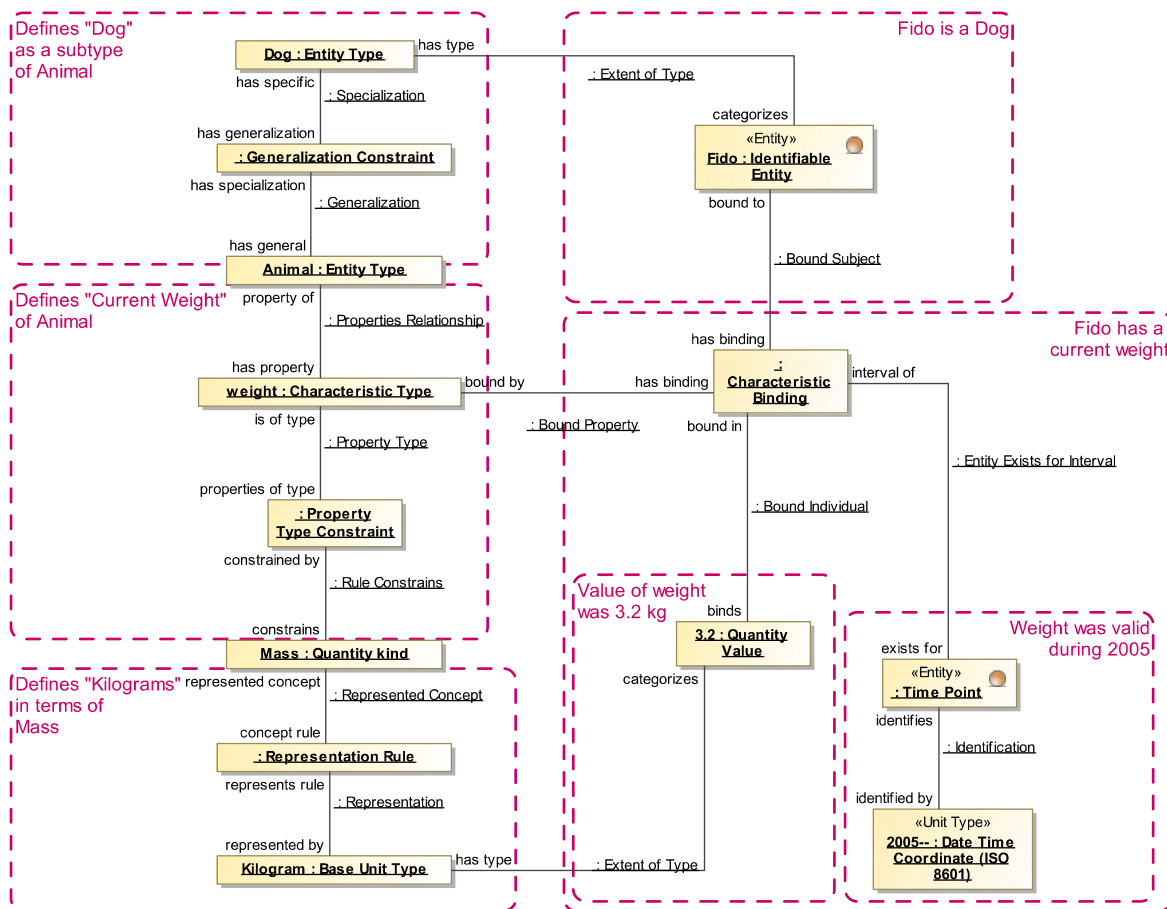 Defines "Dog"
as a subtype
of Animal
Dog : Entity Type
has type
has specific
: Specialization
has generalization
: Generalization Constraint
has specialization
: Generalization
has general
Animal : Entity Type
Fido is a Dog
: Extent of Type
categorizes
«Entity»
Fido : Identifiable
Entity
bound to
: Bound Subject
Defines "Current Weight"
of Animal
property of
: Properties Relationship
has property
weight : Characteristic Type
bound by
is of type
: Property Type
properties of type
: Property
Type Constraint
constrained by
: Rule Constrains
constrains
Mass : Quantity kind
Fido has a
current weight
has binding
has binding
:
Characteristic
Binding
interval of
: Bound Property
bound in
: Entity Exists for Interval
: Bound Individual
Value of weight
was 3.2 kg
binds
3.2 : Quantity
Value
categorizes
Weight was valid
during 2005
exists for
«Entity»
: Time Point
identifies
: Identification
identified by
«Unit Type»
2005-- : Date Time
Coordinate (ISO
8601)
Defines "Kilograms"
in terms of
Mass
represented concept
: Represented Concept
concept rule
: Representation Rule
represents rule
: Representation
represented by
Kilogram : Base Unit Type
has type
: Extent of Type